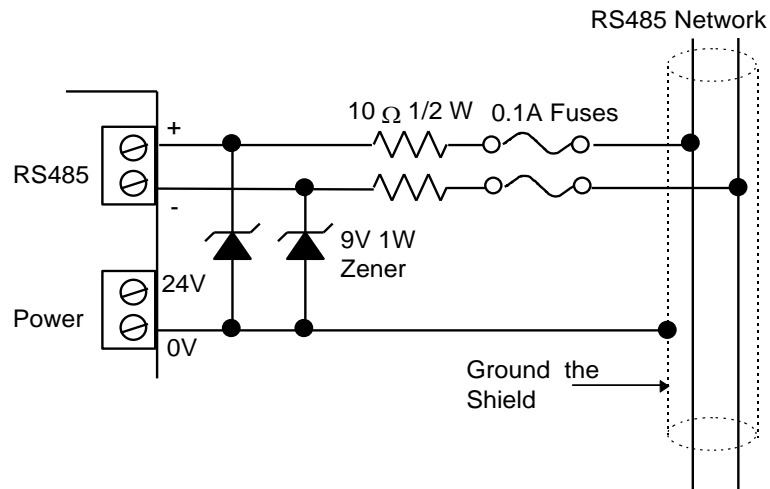 RS485 Network
10 Ω 1/2 W 0.1A Fuses
+
RS485
-
9V 1W
Zener
24V
Power
0V
Ground the
Shield